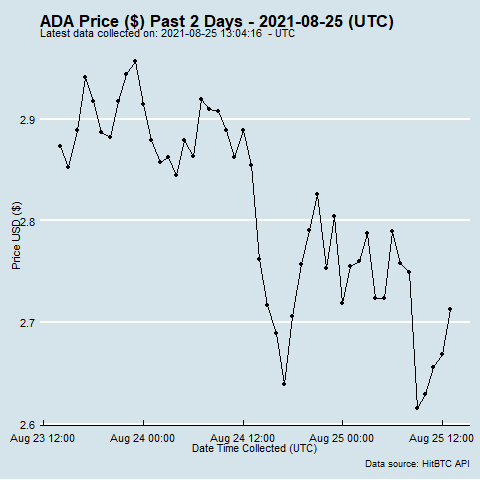 ADA Price ($) Past 2 Days - 2021-08-25 (UTC)
Latest data collected on: 2021-08-25 13:04:16  - UTC
Price USD ($)
2.9
2.8
2.7
2.6
Aug 23 12:00 Aug 24 00:00 Aug 24 12:00 Aug 25 00:00 Aug 25 12:00
Date Time Collected (UTC)
Data source: HitBTC API